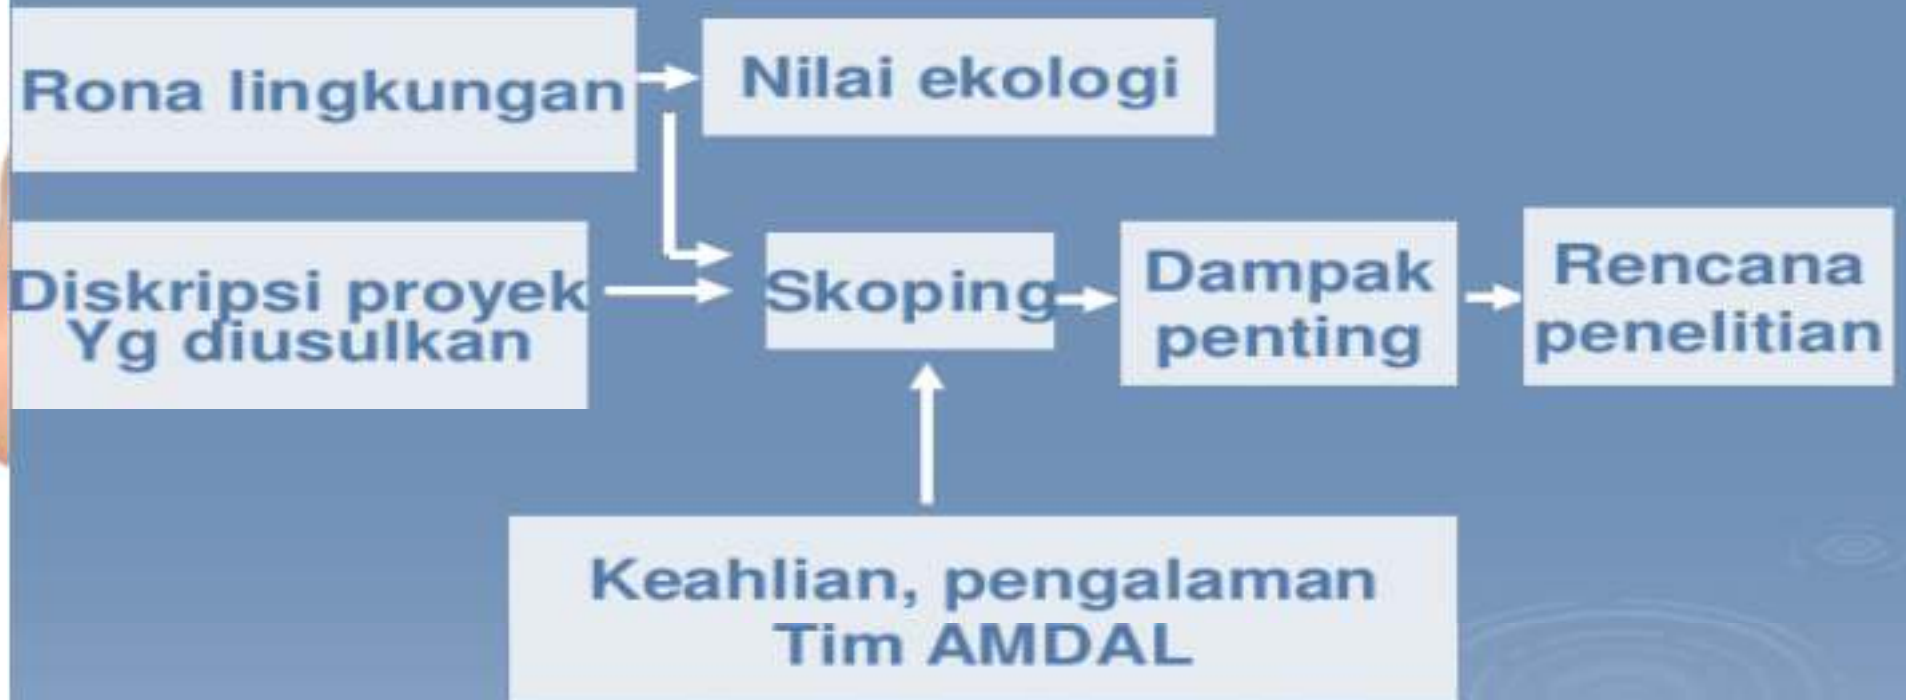 Rona lingkungan
Nilai ekologi
Diskripsi proyek
Yg diusulkan
Skoping
Dampak
penting
Rencana
penelitian
Keahlian, pengalaman
Tim AMDAL